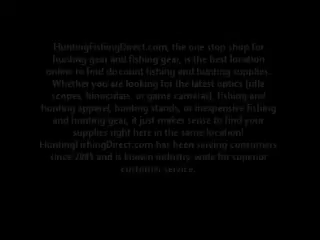 HuntingFishingDirect.com, the one stop shop for
hunting gear and fishing gear, is the best location
online to find discount fishing and hunting supplies.
Whether you are looking for the latest optics (rifle
scopes, binoculars, or game cameras), fishing and
hunting apparel, hunting stands, or inexpensive fishing
and hunting gear, it just makes sense to find your
supplies right here in the same location!
HuntingFishingDirect.com has been serving customers
since 2005 and is known industry wide for superior
customer service.